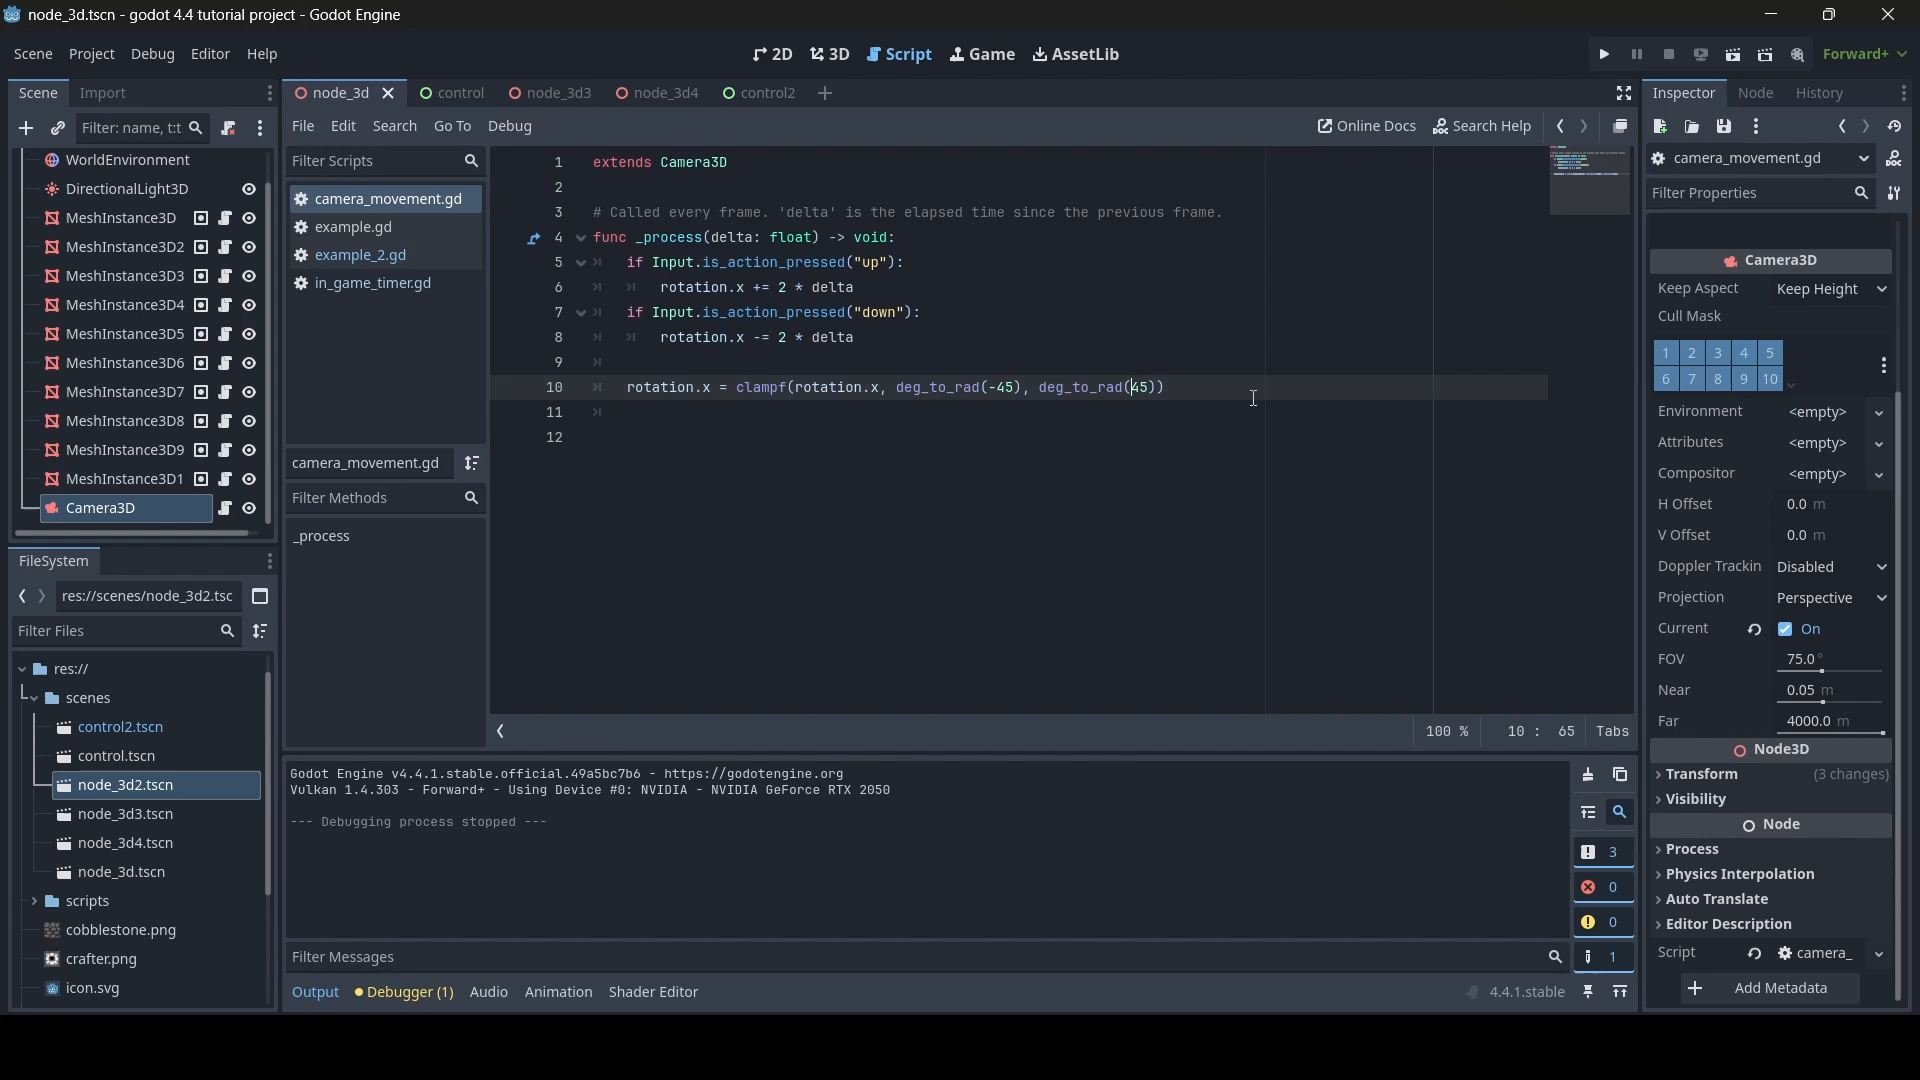 node_3d.tscn - godot 4.4 tutorial project - Godot Engine
Scene Project Debug Editor Help
2D 3D Script Game AssetLib
Forward+
Scene Import
Filter: name, t:t
WorldEnvironment
DirectionalLight3D
MeshInstance3D
MeshInstance3D2
MeshInstance3D3
MeshInstance3D4
MeshInstance3D5
MeshInstance3D6
MeshInstance3D7
MeshInstance3D8
MeshInstance3D9
MeshInstance3D1
Camera3D
FileSystem
res://scenes/node_3d2.tsc
Filter Files
res://
scenes
control2.tscn
control.tscn
node_3d2.tscn
node_3d3.tscn
node_3d4.tscn
node_3d.tscn
scripts
cobblestone.png
crafter.png
icon.svg
node_3d control node_3d3 node_3d4 control2
File Edit Search Go To Debug
Online Docs Search Help
Filter Scripts
camera_movement.gd
example.gd
example_2.gd
in_game_timer.gd
camera_movement.gd
Filter Methods
_process
1 extends Camera3D
2
3 # Called every frame. 'delta' is the elapsed time since the previous frame.
4 func _process(delta: float) -> void:
5 if Input.is_action_pressed("up"):
6 rotation.x += 2 * delta
7 if Input.is_action_pressed("down"):
8 rotation.x -= 2 * delta
9
10 rotation.x = clampf(rotation.x, deg_to_rad(-45), deg_to_rad(45))
11
12
100 % 10 : 65 Tabs
Godot Engine v4.4.1.stable.official.49a5bc7b6 - https://godotengine.org
Vulkan 1.4.303 - Forward+ - Using Device #0: NVIDIA - NVIDIA GeForce RTX 2050
--- Debugging process stopped ---
3
0
0
1
Filter Messages
Output Debugger (1) Audio Animation Shader Editor
4.4.1.stable
Inspector Node History
camera_movement.gd
Filter Properties
Camera3D
Keep Aspect Keep Height
Cull Mask
1 2 3 4 5
6 7 8 9 10
Environment <empty>
Attributes <empty>
Compositor <empty>
H Offset 0.0 m
V Offset 0.0 m
Doppler Trackin Disabled
Projection Perspective
Current On
FOV 75.0 °
Near 0.05 m
Far 4000.0 m
Node3D
Transform (3 changes)
Visibility
Node
Process
Physics Interpolation
Auto Translate
Editor Description
Script camera_
Add Metadata